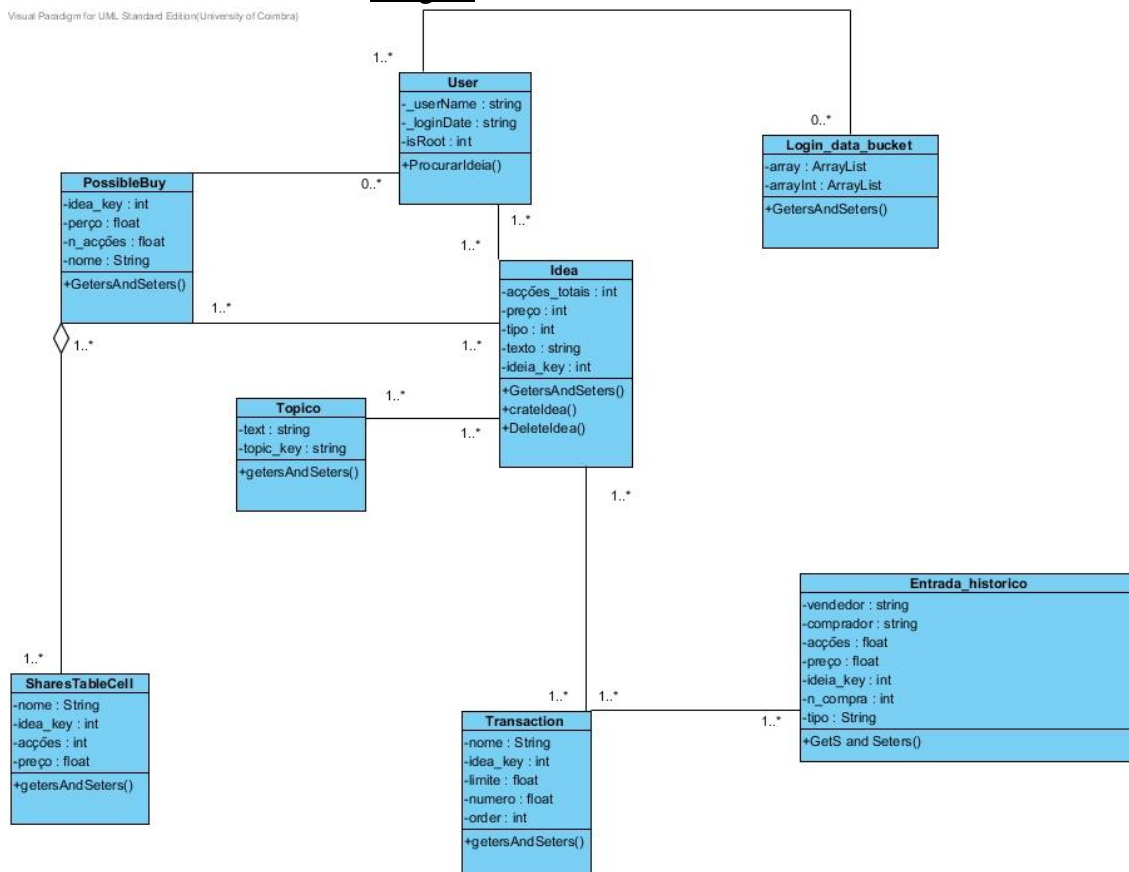 Visual Paradigm for UML Standard Edition(University of Coimbra)
1..*
User
-_userName : string
-_loginDate : string
-isRoot : int
+ProcurarIdeia()
0..*
Login_data_bucket
-array : ArrayList
-arrayInt : ArrayList
+GetersAndSeters()
PossibleBuy
-idea_key : int
-perço : float
-n_acções : float
-nome : String
+GetersAndSeters()
0..*
1..*
1..*
Idea
-acções_totais : int
-preço : int
-tipo : int
-texto : string
-ideia_key : int
+GetersAndSeters()
+crateIdea()
+DeleteIdea()
1..*
1..*
1..*
Topico
-text : string
-topic_key : string
+getersAndSeters()
1..*
1..*
1..*
Entrada_historico
-vendedor : string
-comprador : string
-acções : float
-preço : float
-ideia_key : int
-n_compra : int
-tipo : String
+GetS and Seters()
1..*
SharesTableCell
-nome : String
-idea_key : int
-acções : int
-preço : float
+getersAndSeters()
1..*
1..*
1..*
Transaction
-nome : String
-idea_key : int
-limite : float
-numero : float
-order : int
+getersAndSeters()